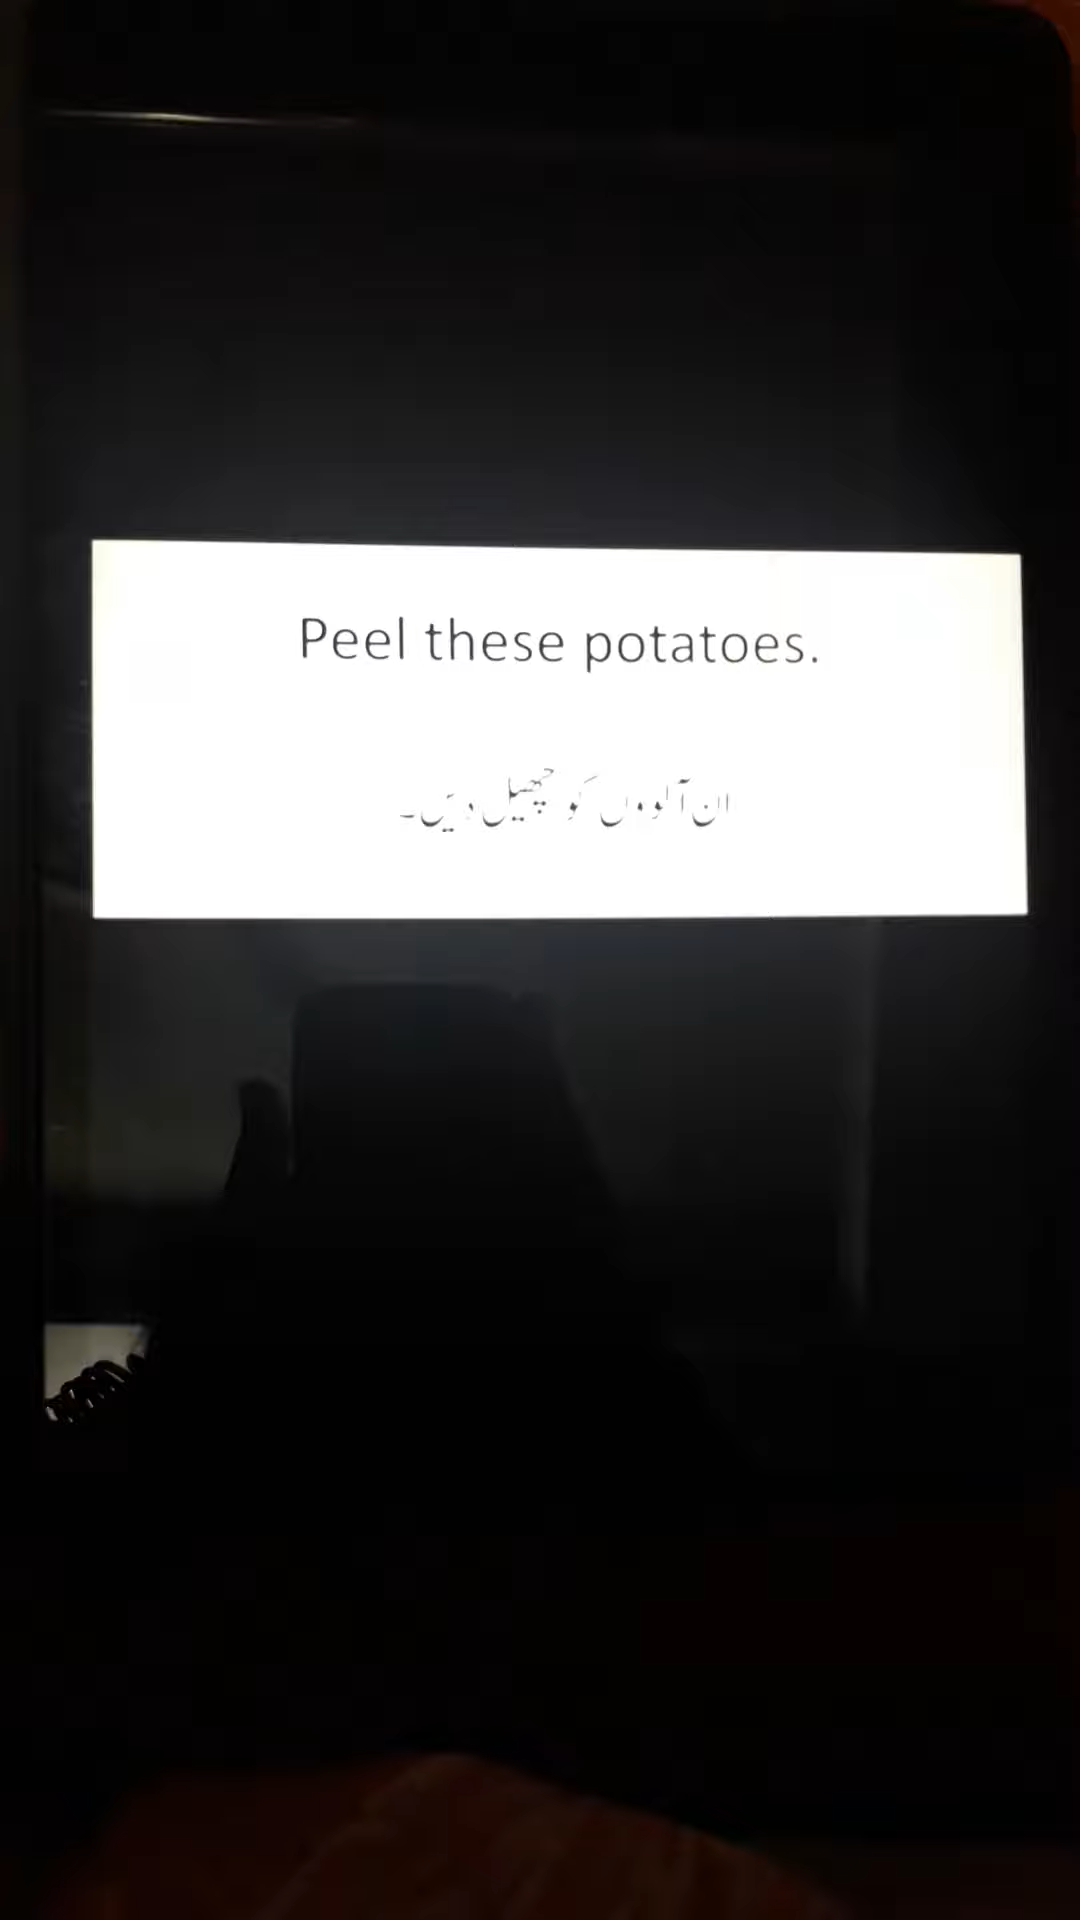 Peel these potatoes.
ان آلوؤں کو چھیل دیں۔